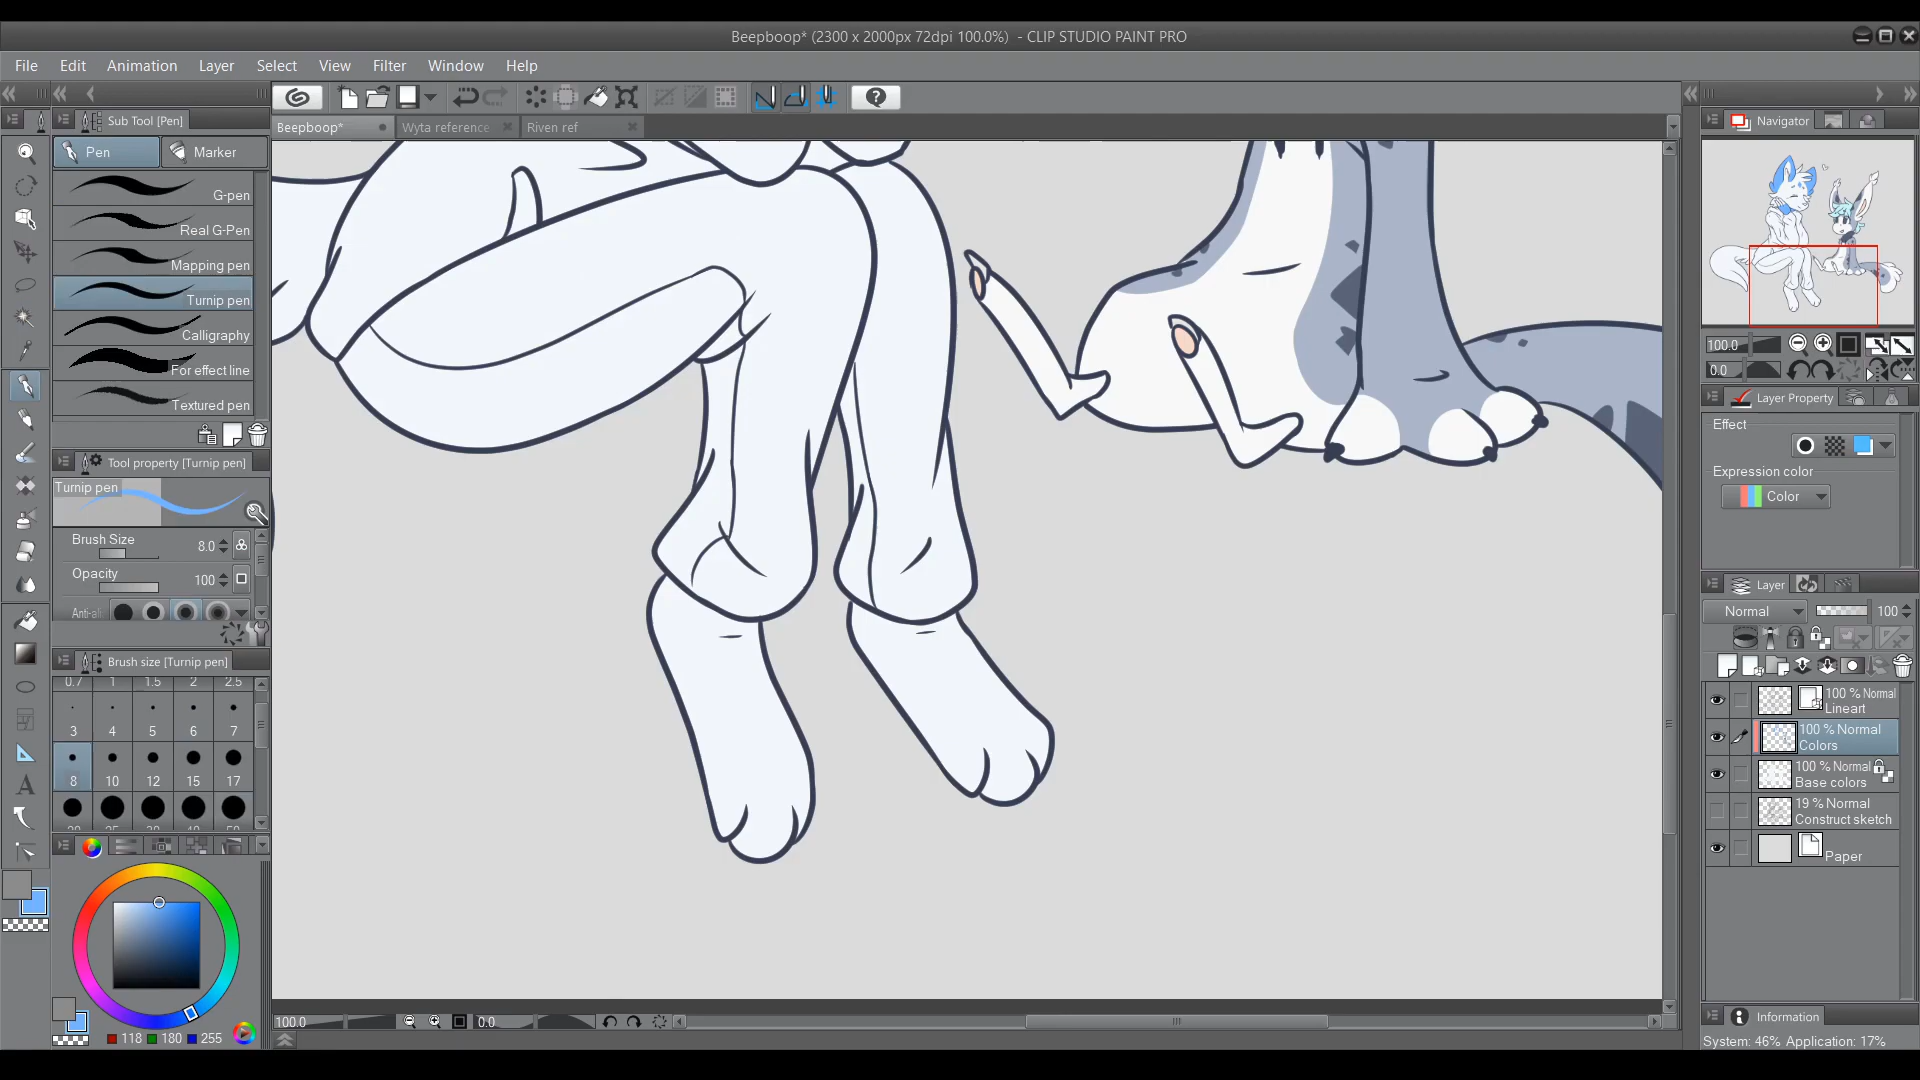 Beepboop* (2300 x 2000px 72dpi 100.0%) - CLIP STUDIO PAINT PRO
File Edit Animation Layer Select View Filter Window Help
Sub Tool [Pen]
Beepboop* Wyta reference Riven ref
Navigator
Pen Marker
G-pen
Real G-Pen
Mapping pen
Turnip pen
Calligraphy
For effect line
Textured pen
Tool property [Turnip pen]
Turnip pen
Brush Size 8.0
Opacity 100
Anti-ali
Brush size [Turnip pen]
0.7 1 1.5 2 2.5
3 4 5 6 7
8 10 12 15 17
118 180 255
100.0 0.0
100.0
0.0
Layer Property
Effect
Expression color
Color
Layer
Normal 100
100 % Normal
Lineart
100 % Normal
Colors
100 % Normal
Base colors
19 % Normal
Construct sketch
Paper
Information
System: 46% Application: 17%